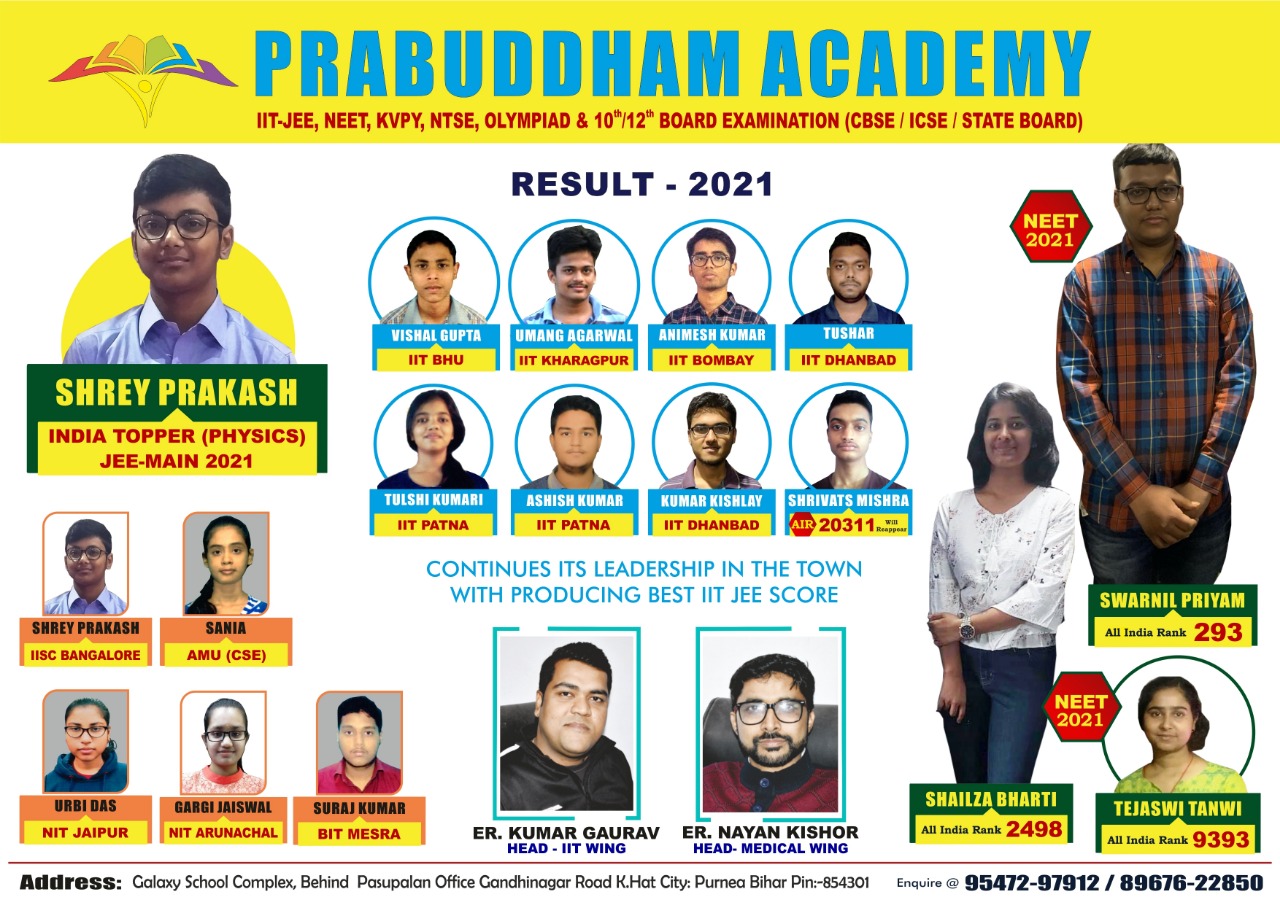 PRABUDDHAM ACADEMY
IIT-JEE, NEET, KVPY, NTSE, OLYMPIAD & 10th/12th BOARD EXAMINATION (CBSE / ICSE / STATE BOARD)
RESULT - 2021
SHREY PRAKASH
INDIA TOPPER (PHYSICS)
JEE-MAIN 2021
VISHAL GUPTA
IIT BHU
UMANG AGARWAL
IIT KHARAGPUR
ANIMESH KUMAR
IIT BOMBAY
TUSHAR
IIT DHANBAD
TULSHI KUMARI
IIT PATNA
ASHISH KUMAR
IIT PATNA
KUMAR KISHLAY
IIT DHANBAD
SHRIVATS MISHRA
AIR 20311 Will Reappear
NEET
2021
SWARNIL PRIYAM
All India Rank 293
SHREY PRAKASH
IISC BANGALORE
SANIA
AMU (CSE)
URBI DAS
NIT JAIPUR
GARGI JAISWAL
NIT ARUNACHAL
SURAJ KUMAR
BIT MESRA
CONTINUES ITS LEADERSHIP IN THE TOWN
WITH PRODUCING BEST IIT JEE SCORE
ER. KUMAR GAURAV
HEAD - IIT WING
ER. NAYAN KISHOR
HEAD- MEDICAL WING
NEET
2021
SHAILZA BHARTI
All India Rank 2498
TEJASWI TANWI
All India Rank 9393
Address: Galaxy School Complex, Behind Pasupalan Office Gandhinagar Road K.Hat City: Purnea Bihar Pin:-854301 Enquire @ 95472-97912 / 89676-22850